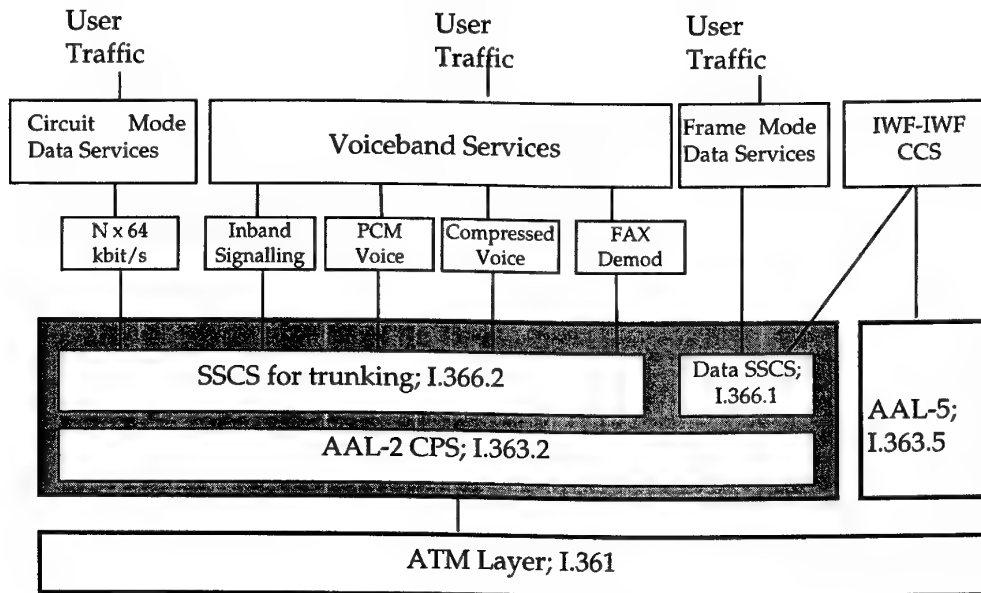 User
Traffic
User
Traffic
User
Traffic
Circuit Mode
Data Services
Voiceband Services
Frame Mode
Data Services
IWF-IWF
CCS
N x 64
kbit/s
Inband
Signalling
PCM
Voice
Compressed
Voice
FAX
Demod
SSCS for trunking; I.366.2
Data SSCS;
I.366.1
AAL-5;
I.363.5
AAL-2 CPS; I.363.2
ATM Layer; I.361